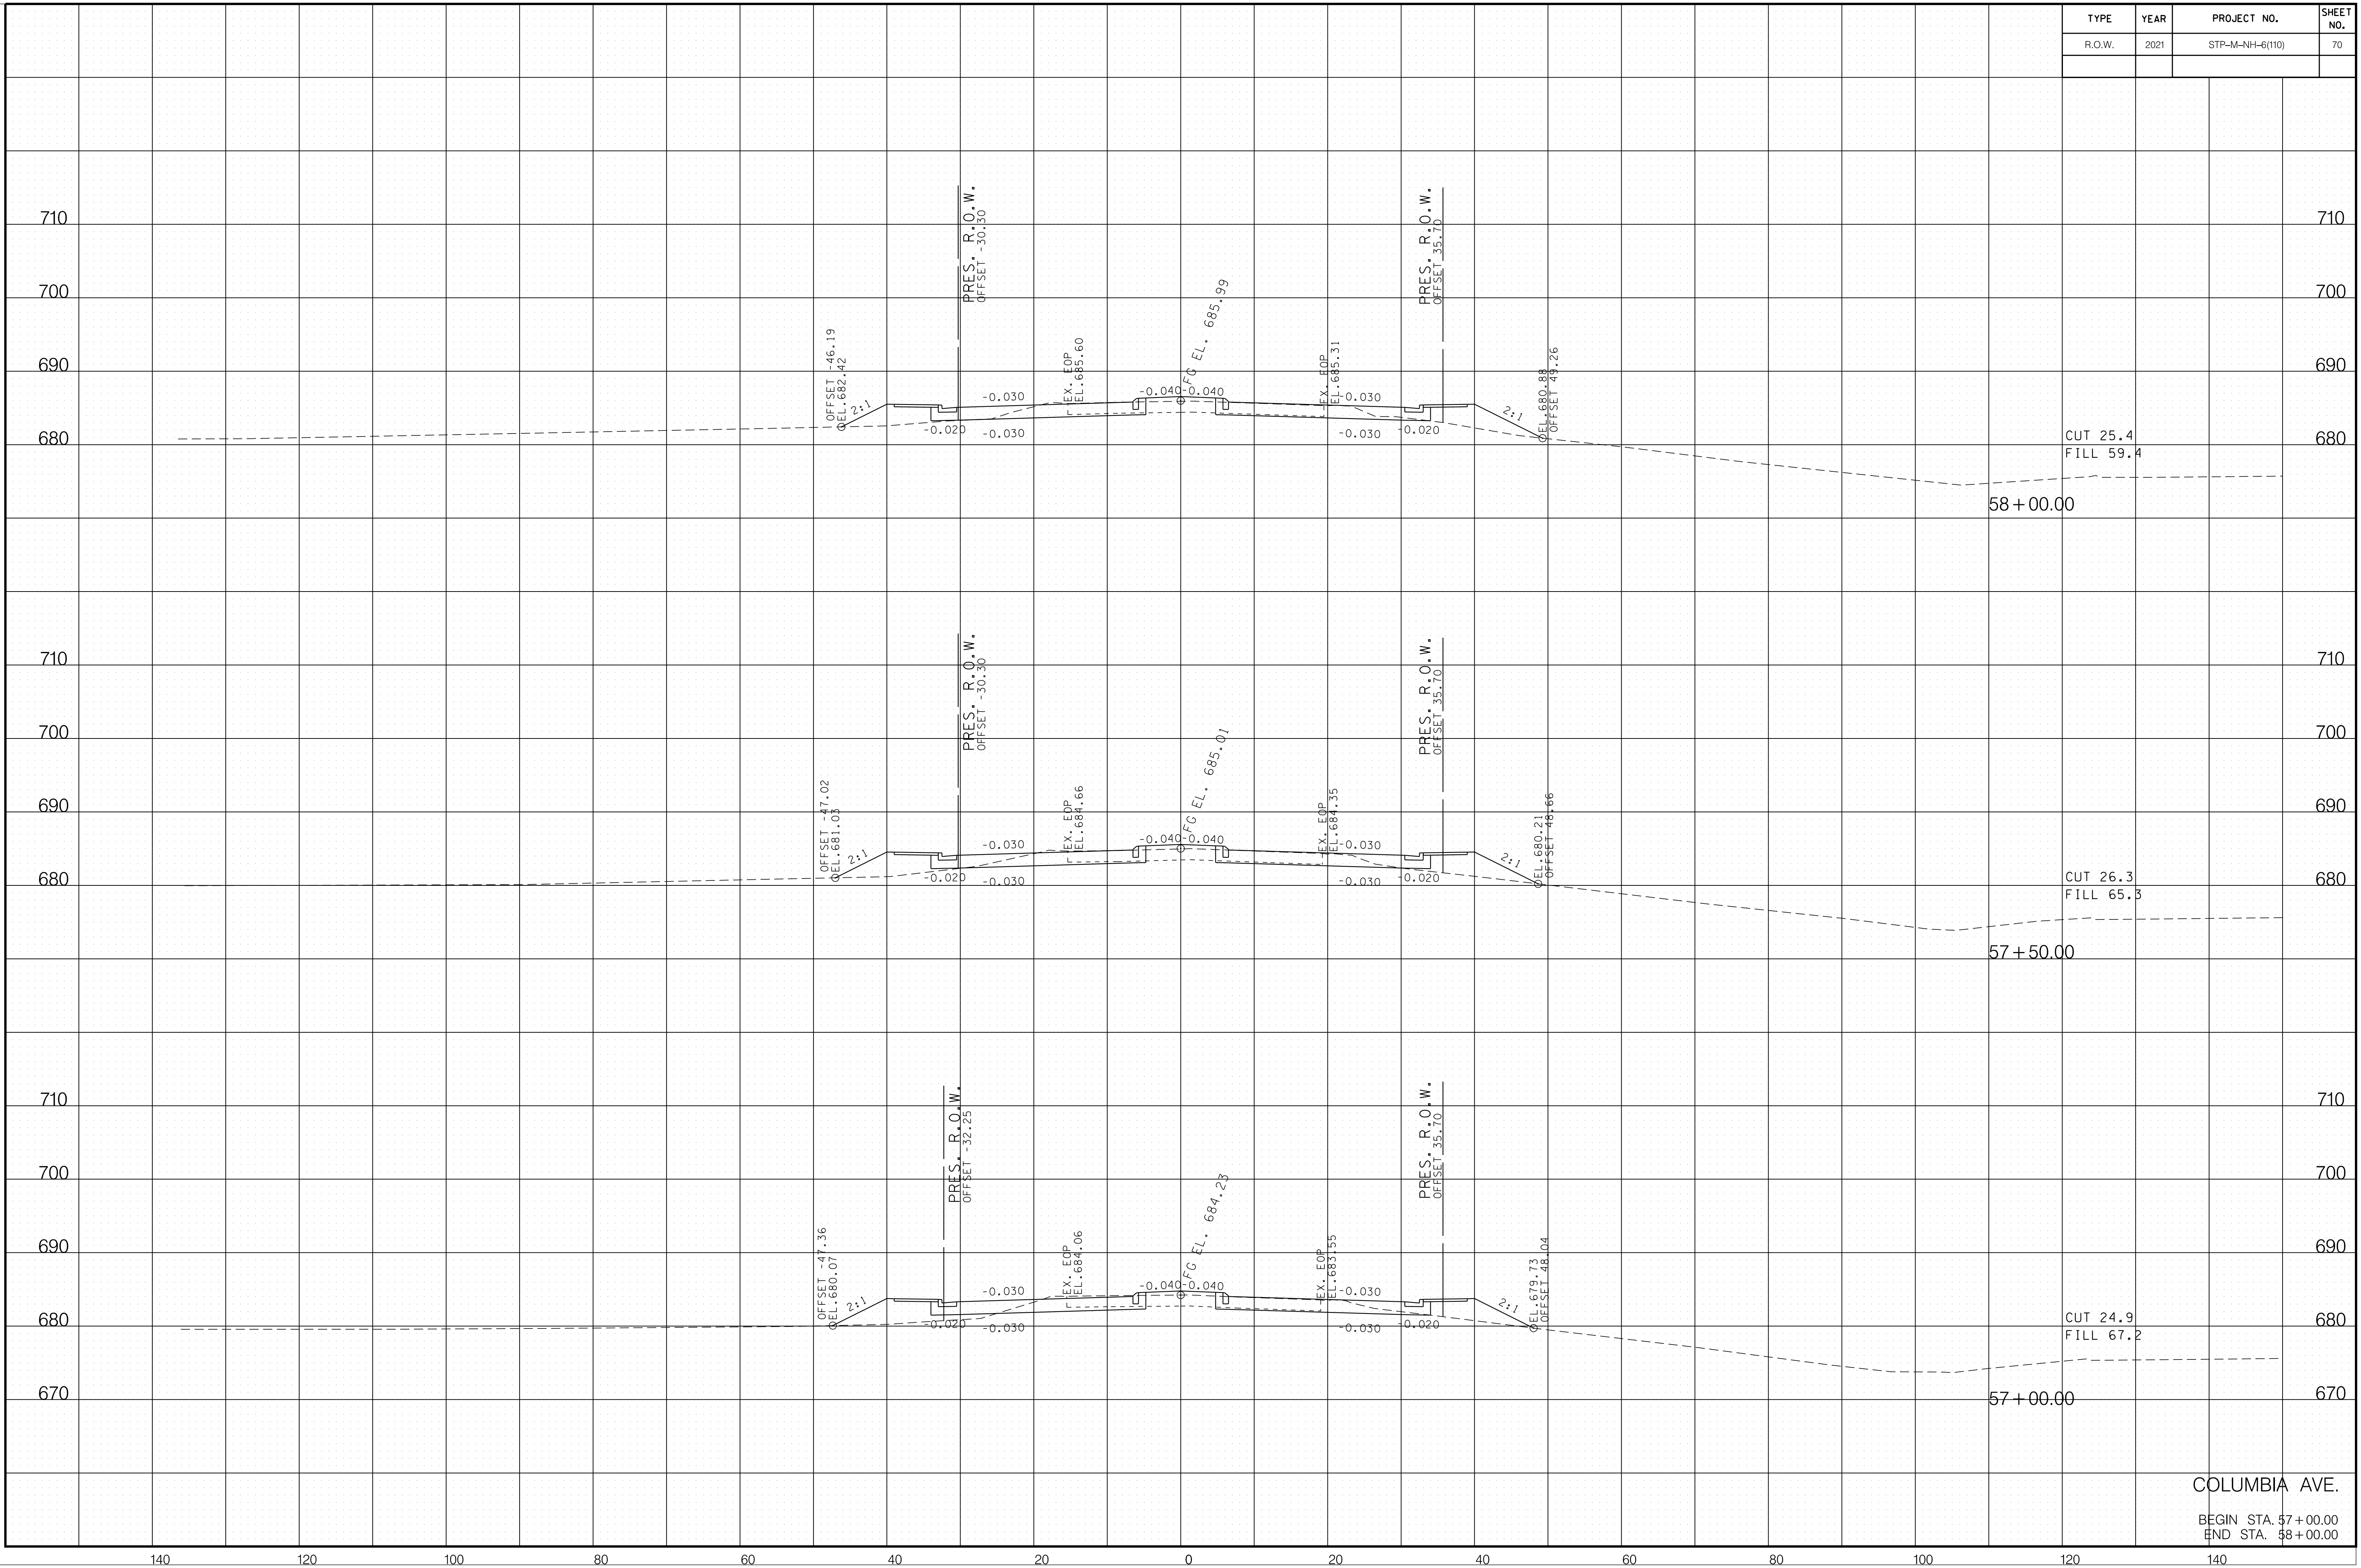 TYPE YEAR PROJECT NO. SHEET NO.
R.O.W. 2021 STP-M-NH-6(110) 70
710 710
700 700
690 690
680 680
PRES. R.O.W.
OFFSET -30.30
PRES. R.O.W.
OFFSET 35.70
OFFSET -46.19
EL.682.42
2:1
EX. EOP
EL.685.60
FG EL. 685.99
EX. EOP
EL.685.31
2:1
EL.680.88
OFFSET 49.26
-0.030 -0.040 -0.040 -0.030
-0.020 -0.030 -0.030 -0.020
CUT 25.4
FILL 59.4
58+00.00
710 710
700 700
690 690
680 680
PRES. R.O.W.
OFFSET -30.30
PRES. R.O.W.
OFFSET 35.70
OFFSET -47.02
EL.681.03
2:1
EX. EOP
EL.684.66
FG EL. 685.01
EX. EOP
EL.684.35
2:1
EL.680.21
OFFSET 48.66
-0.030 -0.040 -0.040 -0.030
-0.020 -0.030 -0.030 -0.020
CUT 26.3
FILL 65.3
57+50.00
710 710
700 700
690 690
680 680
670 670
PRES. R.O.W.
OFFSET -32.25
PRES. R.O.W.
OFFSET 35.70
OFFSET -47.36
EL.680.07
2:1
EX. EOP
EL.684.06
FG EL. 684.23
EX. EOP
EL.683.55
2:1
EL.679.73
OFFSET 48.04
-0.030 -0.040 -0.040 -0.030
-0.020 -0.030 -0.030 -0.020
CUT 24.9
FILL 67.2
57+00.00
COLUMBIA AVE.
BEGIN STA. 57+00.00
END STA. 58+00.00
140 120 100 80 60 40 20 0 20 40 60 80 100 120 140